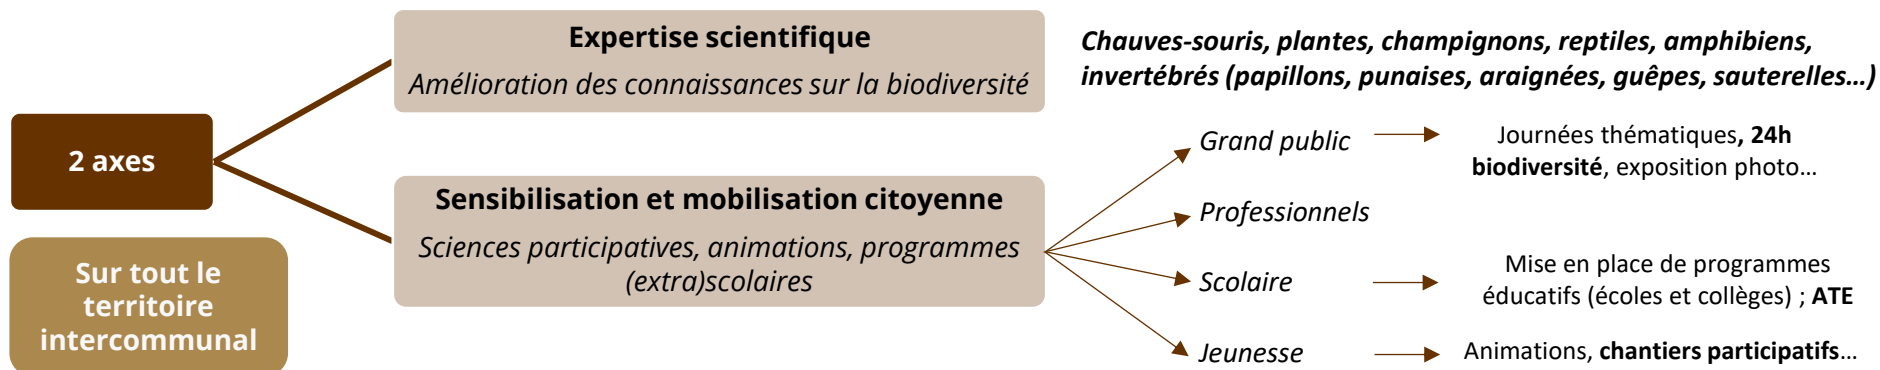 2 axes
Sur tout le
territoire
intercommunal
Expertise scientifique
Amélioration des connaissances sur la biodiversité
Chauves-souris, plantes, champignons, reptiles, amphibiens,
invertébrés (papillons, punaises, araignées, guêpes, sauterelles…)
Sensibilisation et mobilisation citoyenne
Sciences participatives, animations, programmes
(extra)scolaires
Grand public
Journées thématiques, 24h
biodiversité, exposition photo…
Professionnels
Scolaire
Mise en place de programmes
éducatifs (écoles et collèges) ; ATE
Jeunesse
Animations, chantiers participatifs…